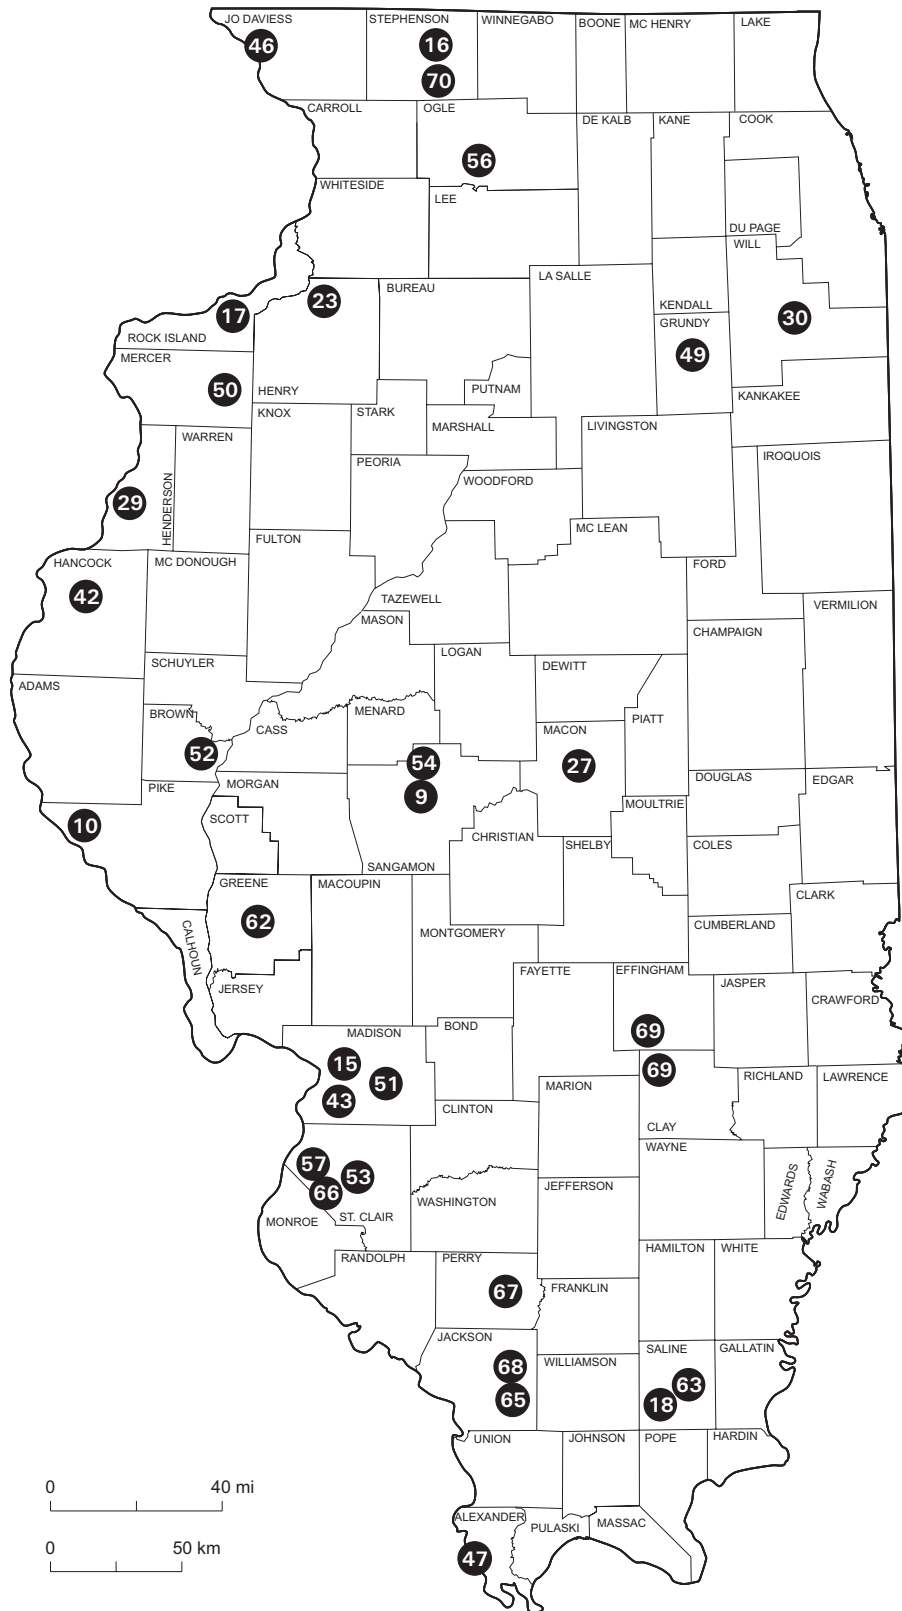 JO DAVIESS
STEPHENSON
WINNEGABO
BOONE
MC HENRY
LAKE
46
16
70
CARROLL
OGLE
DE KALB
KANE
COOK
56
WHITESIDE
LEE
DU PAGE
WILL
LA SALLE
BUREAU
23
17
KENDALL
30
GRUNDY
49
ROCK ISLAND
MERCER
50
HENRY
PUTNAM
KANKAKEE
KNOX
STARK
MARSHALL
LIVINGSTON
WARREN
PEORIA
IROQUOIS
WOODFORD
29
HENDERSON
MC LEAN
FULTON
HANCOCK
MC DONOUGH
FORD
42
TAZEWELL
VERMILION
MASON
CHAMPAIGN
LOGAN
SCHUYLER
DEWITT
ADAMS
BROWN
MENARD
PIATT
CASS
MACON
52
54
27
PIKE
MORGAN
DOUGLAS
EDGAR
9
MOULTRIE
10
SCOTT
CHRISTIAN
SHELBY
COLES
SANGAMON
GREENE
MACOUPIN
CLARK
62
CUMBERLAND
MONTGOMERY
CALHOUN
FAYETTE
EFFINGHAM
JERSEY
JASPER
CRAWFORD
MADISON
BOND
69
15
69
51
MARION
RICHLAND
LAWRENCE
43
CLINTON
CLAY
WAYNE
57
53
EDWARDS
WABASH
66
WASHINGTON
JEFFERSON
MONROE
ST. CLAIR
RANDOLPH
PERRY
HAMILTON
WHITE
67
FRANKLIN
JACKSON
SALINE
GALLATIN
68
WILLIAMSON
63
65
18
UNION
JOHNSON
POPE
HARDIN
0 40 mi
ALEXANDER
PULASKI
MASSAC
0 50 km
47